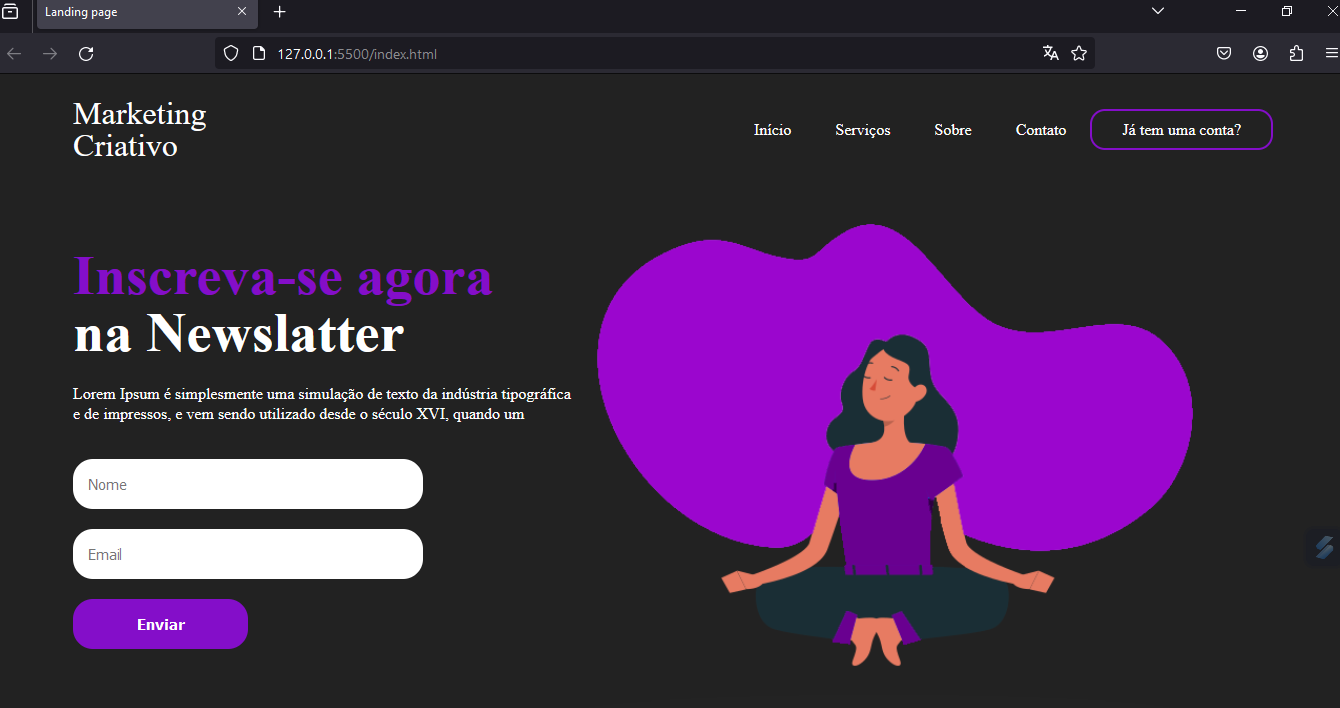 Landing page
127.0.0.1:5500/index.html
Marketing
Criativo
Início Serviços Sobre Contato Já tem uma conta?
Inscreva-se agora
na Newslatter
Lorem Ipsum é simplesmente uma simulação de texto da indústria tipográfica
e de impressos, e vem sendo utilizado desde o século XVI, quando um
Nome
Email
Enviar